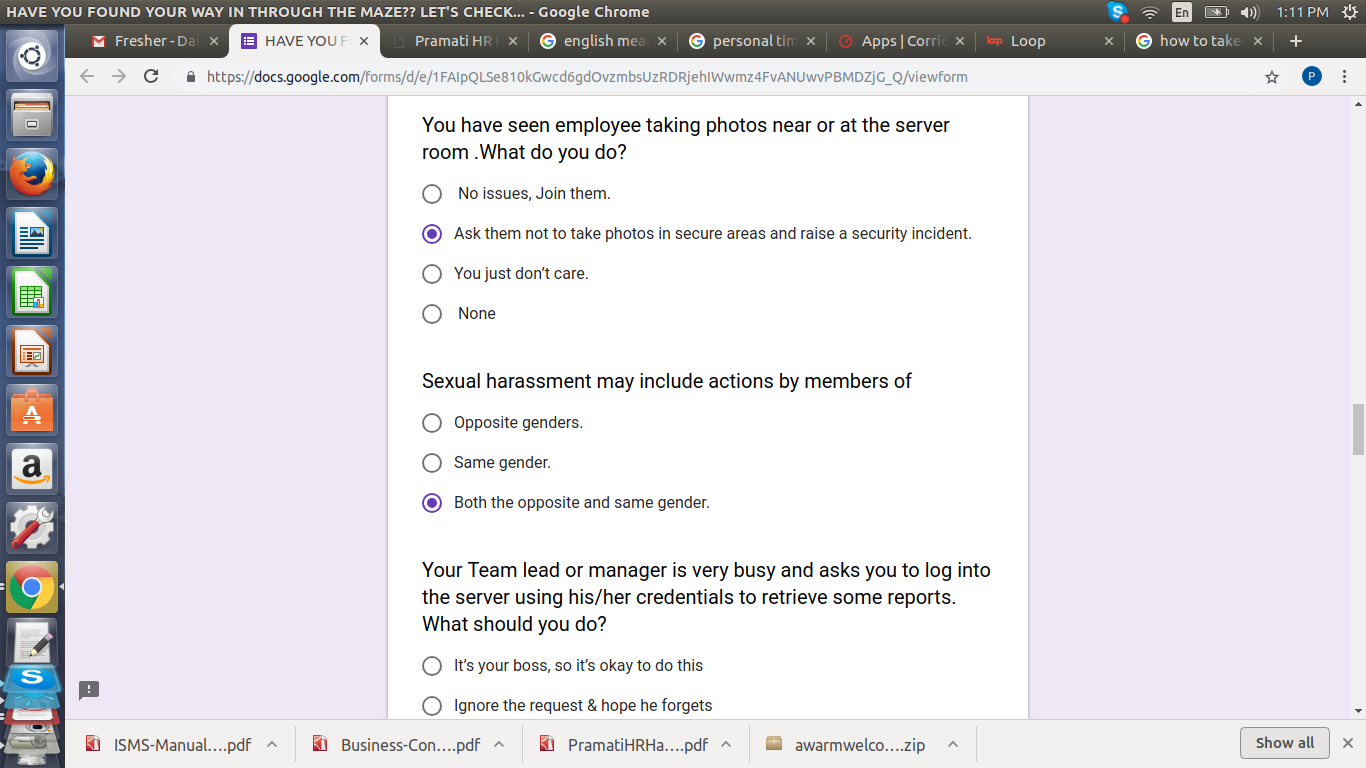 HAVE YOU FOUND YOUR WAY IN THROUGH THE MAZE?? LET'S CHECK... - Google Chrome
En
1:11 PM
Fresher - Dai
HAVE YOU F
Pramati HR
english mea
personal tim
Apps | Corri
loop Loop
how to take
https://docs.google.com/forms/d/e/1FAIpQLSe810kGwcd6gdOvzmbsUzRDRjehIWwmz4FvANUwvPBMDZjG_Q/viewform
P
You have seen employee taking photos near or at the server
room .What do you do?
No issues, Join them.
Ask them not to take photos in secure areas and raise a security incident.
You just don’t care.
None
Sexual harassment may include actions by members of
Opposite genders.
Same gender.
Both the opposite and same gender.
Your Team lead or manager is very busy and asks you to log into
the server using his/her credentials to retrieve some reports.
What should you do?
It’s your boss, so it’s okay to do this
Ignore the request & hope he forgets
ISMS-Manual....pdf
Business-Con....pdf
PramatiHRHa....pdf
awarmwelco....zip
Show all